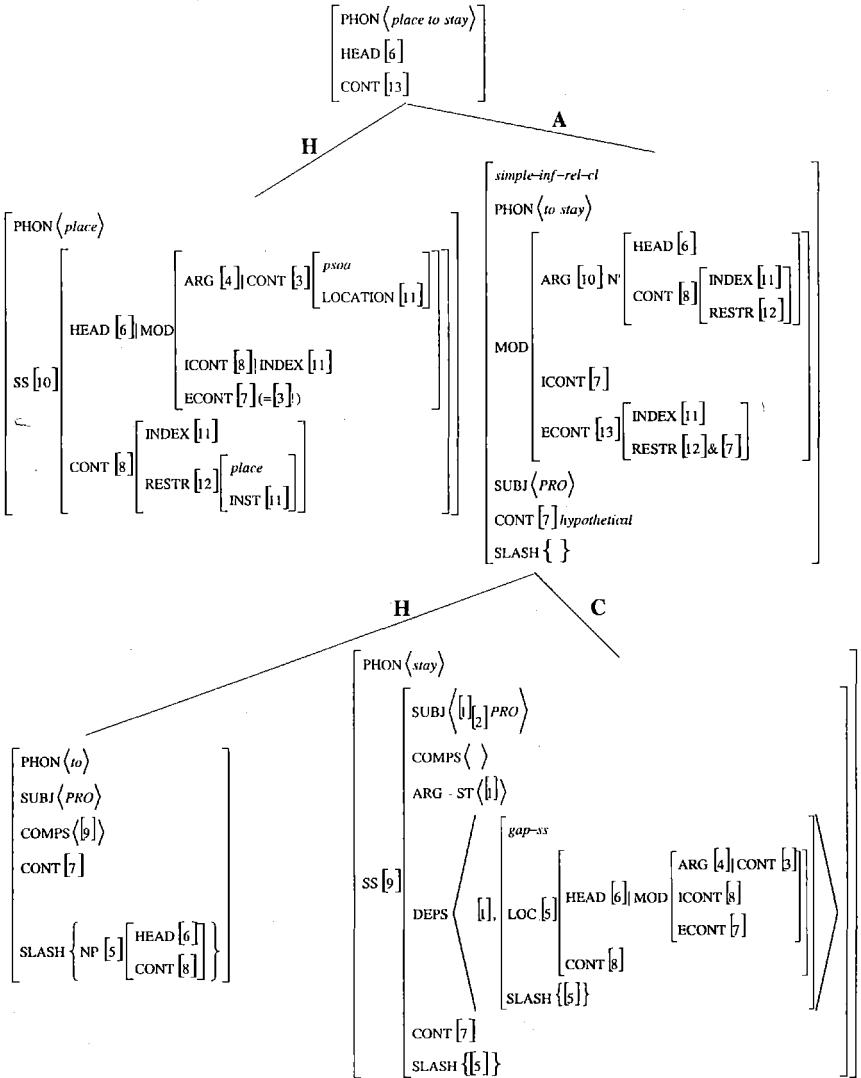 PHON ⟨place to stay⟩
HEAD [6]
CONT [13]
H
A
PHON ⟨place⟩
SS [10]
HEAD [6] | MOD
ARG [4] | CONT [3]
psoa
LOCATION [11]
ICONT [8] | INDEX [11]
ECONT [7] (=[3]!)
CONT [8]
INDEX [11]
RESTR [12]
place
INST [11]
simple-inf-rel-cl
PHON ⟨to stay⟩
MOD
ARG [10] N'
HEAD [6]
CONT [8]
INDEX [11]
RESTR [12]
ICONT [7]
ECONT [13]
INDEX [11]
RESTR [12] & [7]
SUBJ ⟨PRO⟩
CONT [7] hypothetical
SLASH { }
H
C
PHON ⟨to⟩
SUBJ ⟨PRO⟩
COMPS ⟨[9]⟩
CONT [7]
SLASH { NP [5]
HEAD [6]
CONT [8]
}
PHON ⟨stay⟩
SS [9]
SUBJ ⟨[1][2] PRO⟩
COMPS ⟨ ⟩
ARG - ST ⟨[1]⟩
DEPS ⟨ [1],
gap-ss
LOC [5]
HEAD [6] | MOD
ARG [4] | CONT [3]
ICONT [8]
ECONT [7]
CONT [8]
SLASH {[5]}
⟩
CONT [7]
SLASH {[5]}